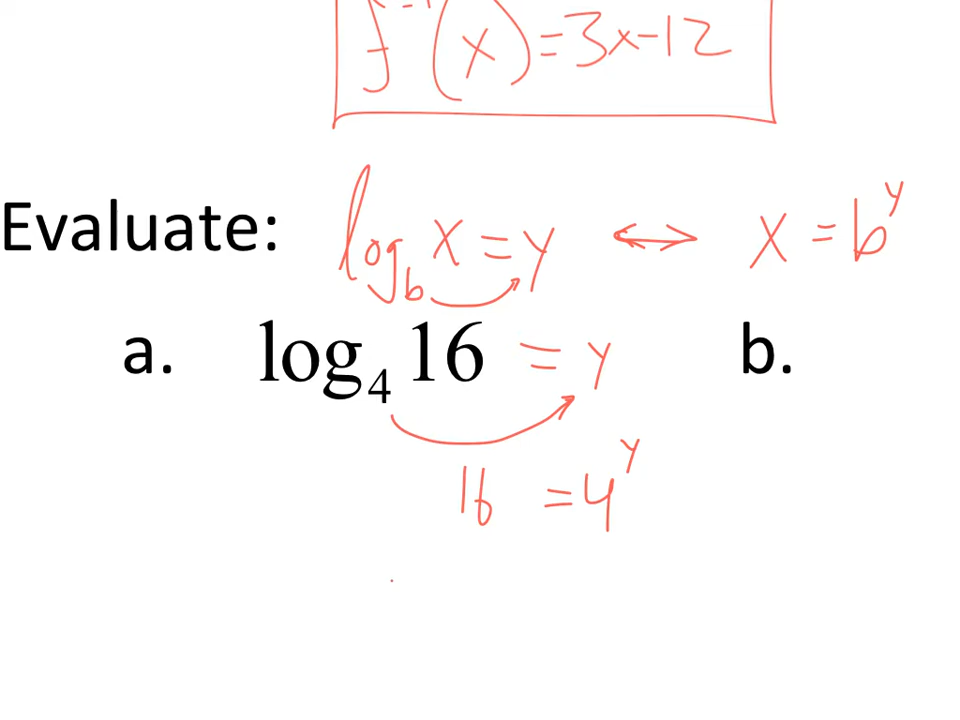 f⁻¹(x) = 3x-12
Evaluate: log_b x = y ↔ x = b^y
a. log₄ 16 = y b.
16 = 4^y